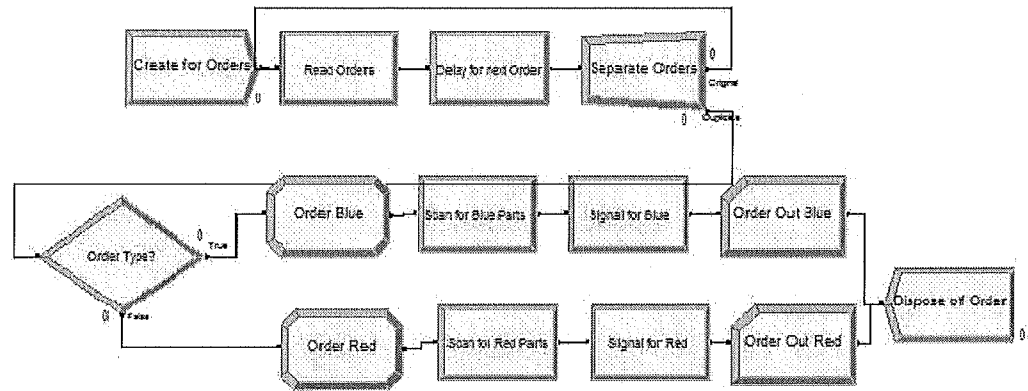 Create for Orders
Read Orders
Delay for next Order
Separate Orders
0
Original
0
0
Duplicate
Order Type?
0
True
0
False
Order Blue
Scan for Blue Parts
Signal for Blue
Order Out Blue
Order Red
Scan for Red Parts
Signal for Red
Order Out Red
Dispose of Order
0